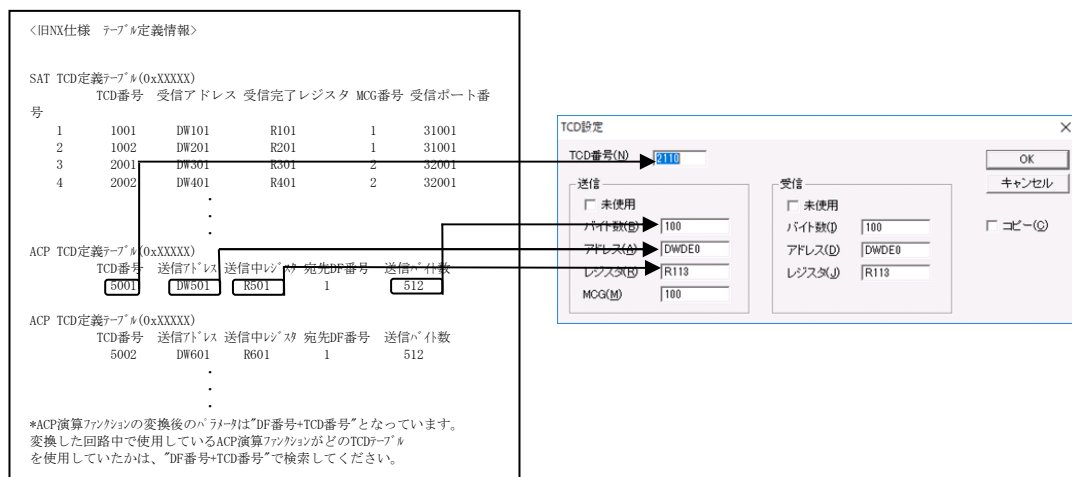 <旧NX仕様 ﾃｰﾌﾞﾙ定義情報>
SAT TCD定義ﾃｰﾌﾞﾙ(0xXXXXX)
TCD番号 受信アドレス 受信完了レジスタ MCG番号 受信ポート番
号
1 1001 DW101 R101 1 31001
2 1002 DW201 R201 1 31001
3 2001 DW301 R301 2 32001
4 2002 DW401 R401 2 32001
・
・
・
ACP TCD定義ﾃｰﾌﾞﾙ(0xXXXXX)
TCD番号 送信ｱﾄﾞﾚｽ 送信中ﾚｼﾞｽﾀ 宛先DF番号 送信ﾊﾞｲﾄ数
5001 DW501 R501 1 512
ACP TCD定義ﾃｰﾌﾞﾙ(0xXXXXX)
TCD番号 送信ｱﾄﾞﾚｽ 送信中ﾚｼﾞｽﾀ 宛先DF番号 送信ﾊﾞｲﾄ数
5002 DW601 R601 1 512
・
・
・
*ACP演算ﾌｧﾝｸｼｮﾝの変換後のﾊﾟﾗﾒｰﾀは"DF番号+TCD番号"となっています。
変換した回路中で使用しているACP演算ﾌｧﾝｸｼｮﾝがどのTCDﾃｰﾌﾞﾙ
を使用していたかは、"DF番号+TCD番号"で検索してください。
TCD設定
TCD番号(N) 2110
OK
キャンセル
コピー(C)
送信
未使用
バイト数(B) 100
アドレス(A) DWDE0
レジスタ(R) R113
MCG(M) 100
受信
未使用
バイト数(I) 100
アドレス(D) DWDE0
レジスタ(J) R113